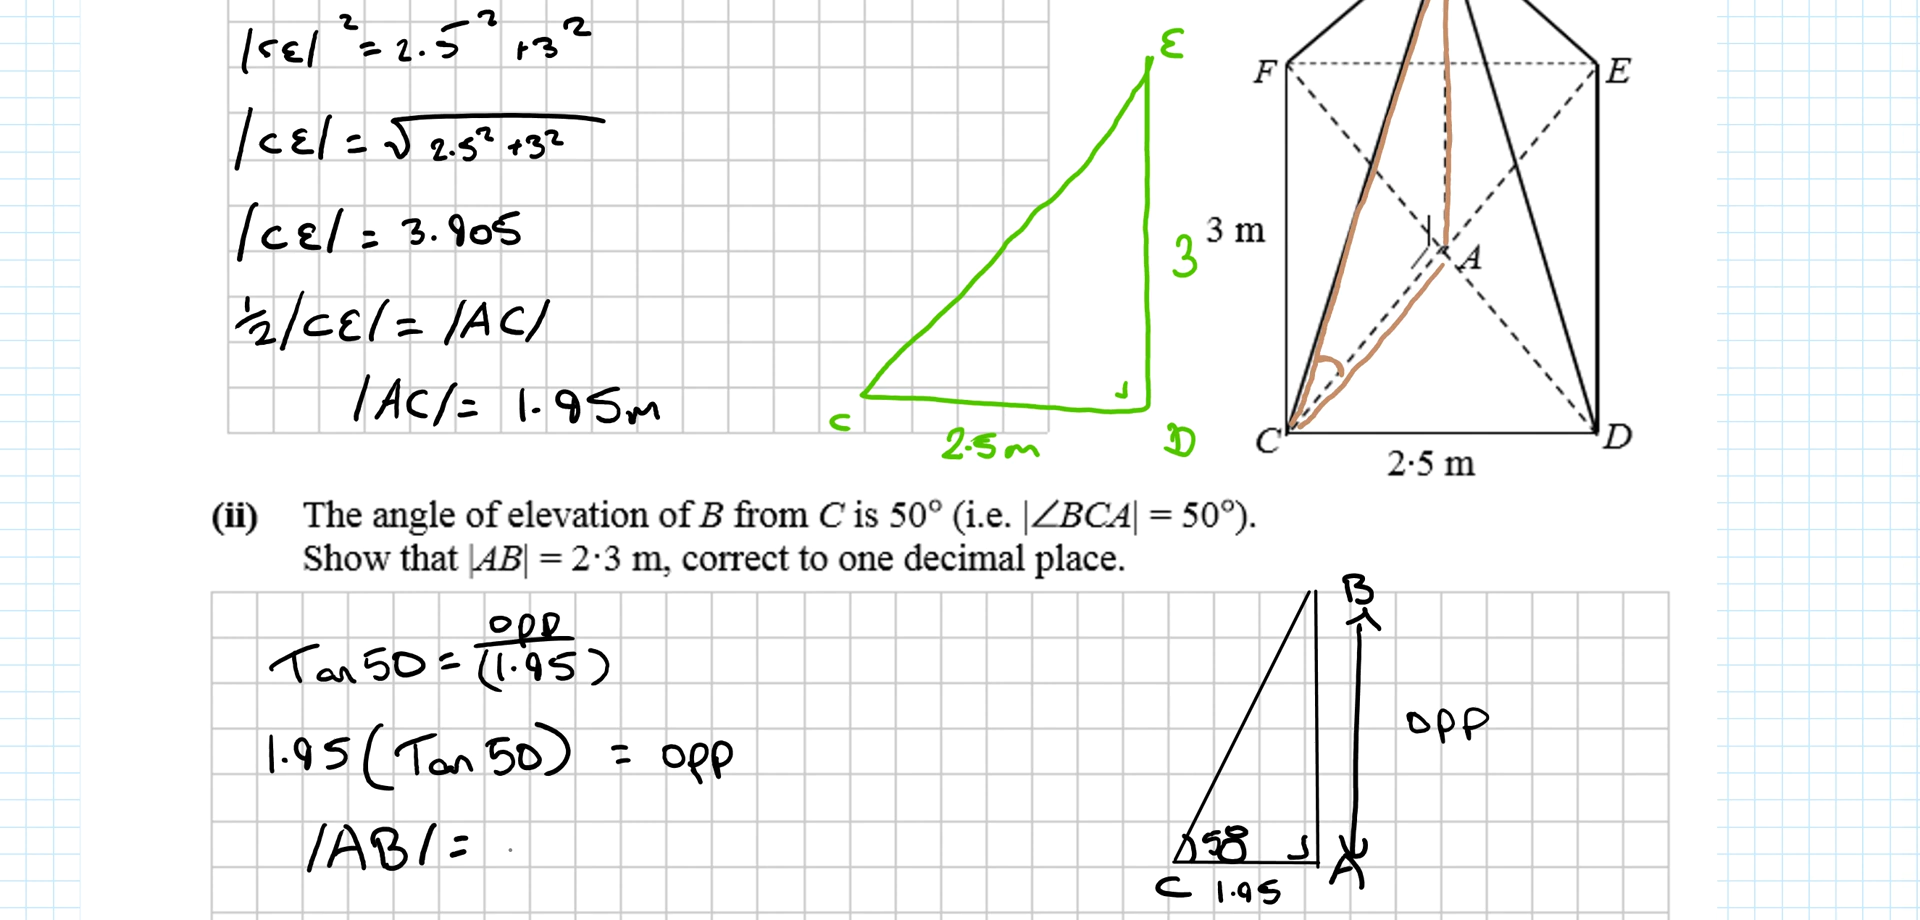 |CE|² = 2.5² + 3²
|CE| = √2.5² + 3²
|CE| = 3.905
½|CE| = |AC|
|AC| = 1.95m
E
3
C
2.5m
D
F
E
3 m
A
C
D
2·5 m
(ii) The angle of elevation of B from C is 50° (i.e. |∠BCA| = 50°).
Show that |AB| = 2·3 m, correct to one decimal place.
Tan 50 = opp / (1.95)
1.95(Tan 50) = opp
|AB| =
B
opp
50
A
C
1.95